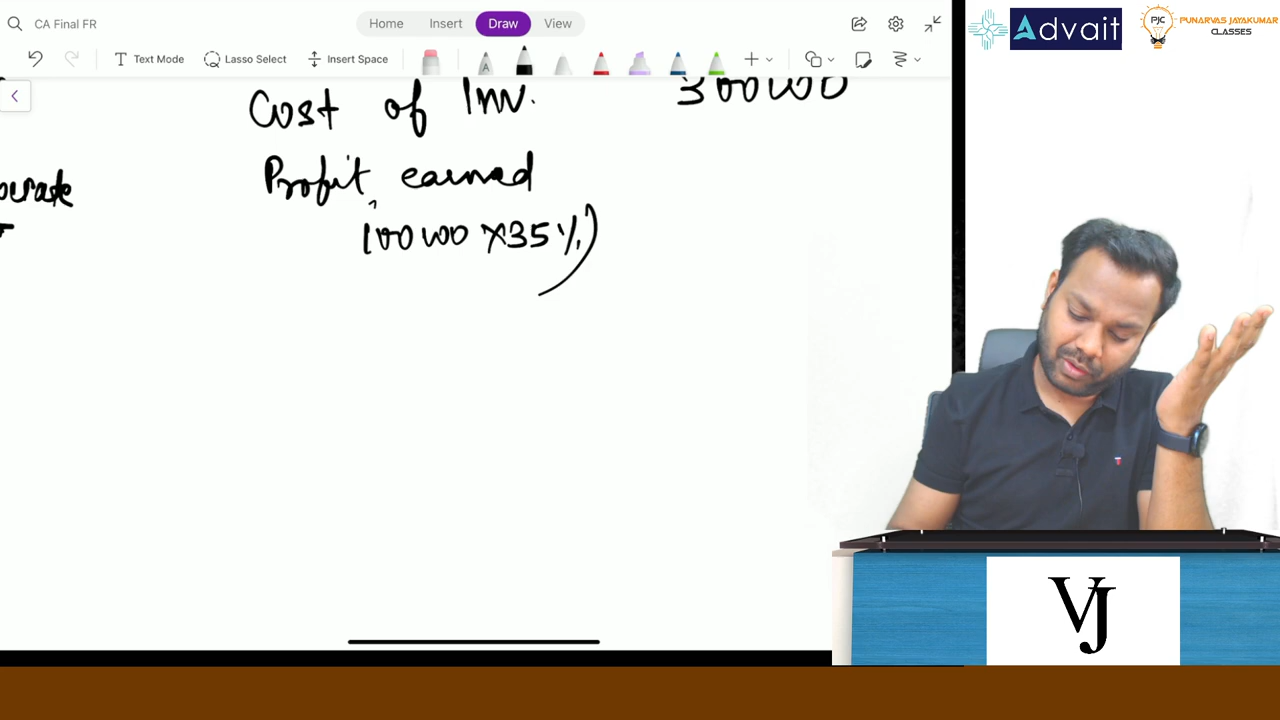 CA Final FR
Home Insert Draw View
Text Mode Lasso Select Insert Space
Advait
PJC
PUNARVAS JAYAKUMAR
CLASSES
Cost of Inv. 300000
Profit earned
100000 x 35%)
VJ